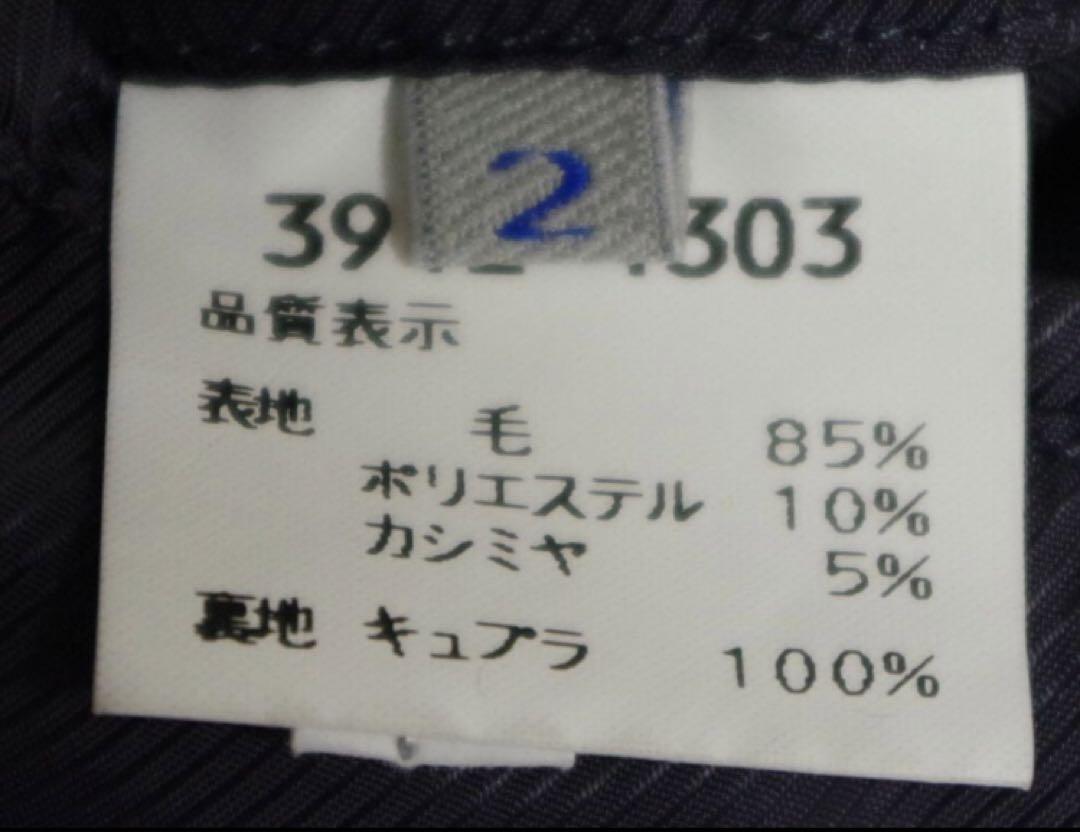 2
39 303
品質表示
表地 毛 85%
ポリエステル 10%
カシミヤ 5%
裏地 キュプラ 100%